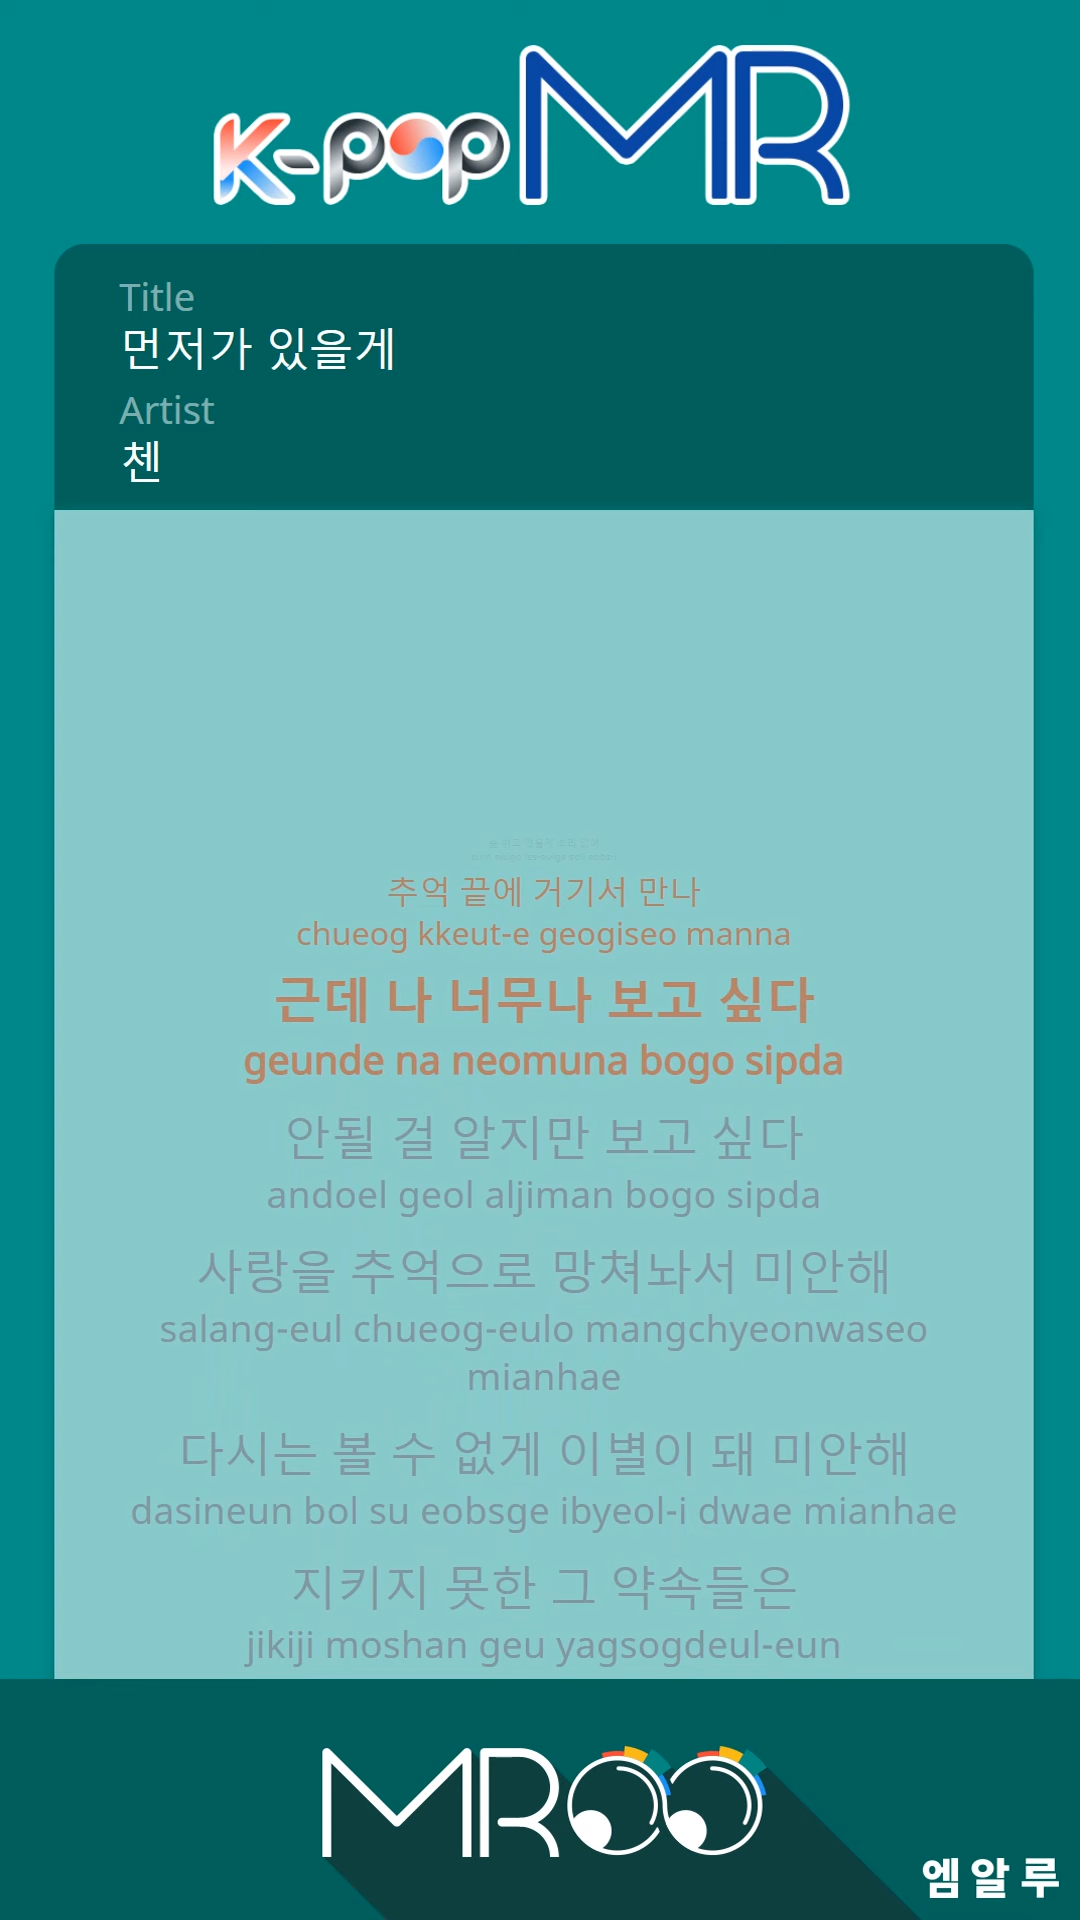 K-pop MR
Title
먼저가 있을게
Artist
첸
추억 끝에 거기서 만나
chueog kkeut-e geogiseo manna
근데 나 너무나 보고 싶다
geunde na neomuna bogo sipda
안될 걸 알지만 보고 싶다
andoel geol aljiman bogo sipda
사랑을 추억으로 망쳐놔서 미안해
salang-eul chueog-eulo mangchyeonwaseo
mianhae
다시는 볼 수 없게 이별이 돼 미안해
dasineun bol su eobsge ibyeol-i dwae mianhae
지키지 못한 그 약속들은
jikiji moshan geu yagsogdeul-eun
MROO
엠알루